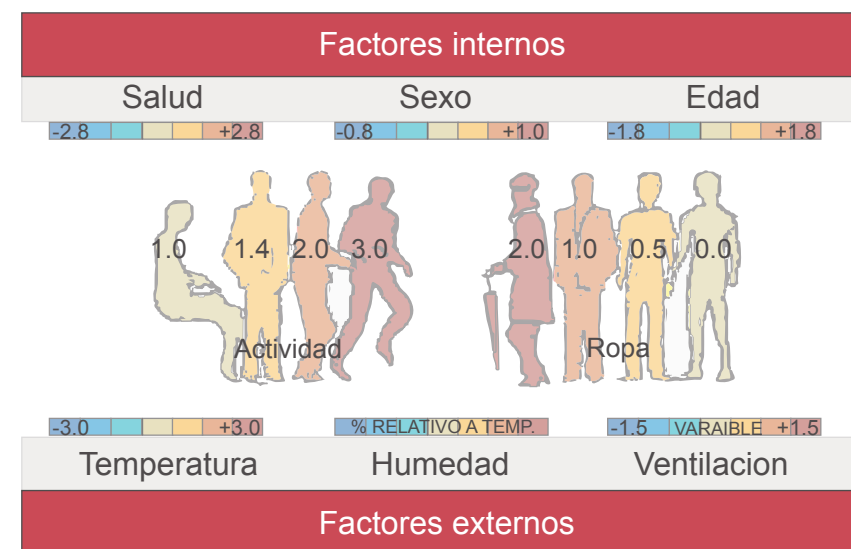 Factores internos
Salud Sexo Edad
-2.8 +2.8 -0.8 +1.0 -1.8 +1.8
1.0 1.4 2.0 3.0 2.0 1.0 0.5 0.0
Actividad Ropa
-3.0 +3.0 % RELATIVO A TEMP. -1.5 VARAIBLE +1.5
Temperatura Humedad Ventilacion
Factores externos